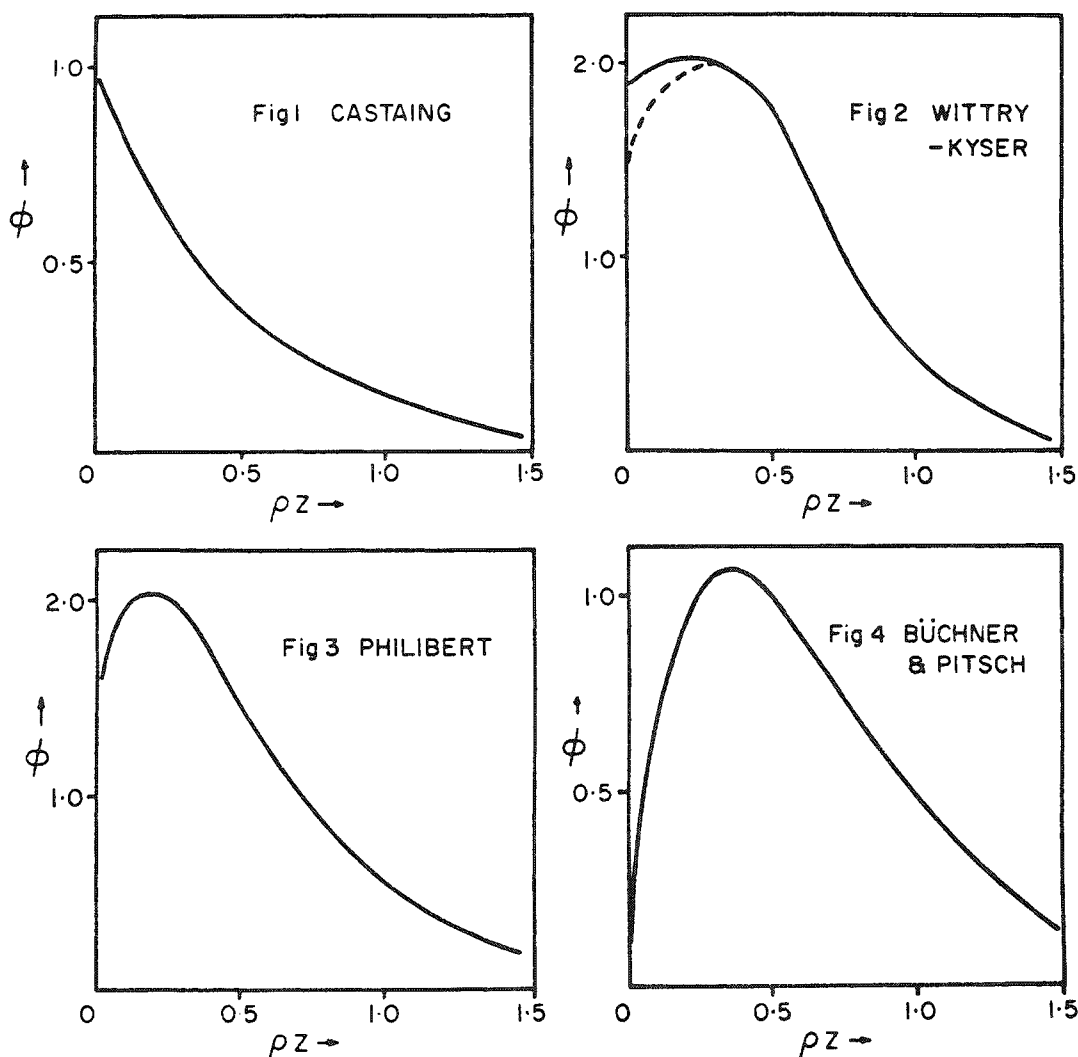 1·0
0·5
ϕ →
Fig 1 CASTAING
0 0·5 1·0 1·5
ρz →
2·0
1·0
ϕ →
Fig 2 WITTRY
-KYSER
0 0·5 1·0 1·5
ρz →
2·0
1·0
ϕ →
Fig 3 PHILIBERT
0 0·5 1·0 1·5
ρz →
1·0
0·5
ϕ →
Fig 4 BÜCHNER
& PITSCH
0 0·5 1·0 1·5
ρz →